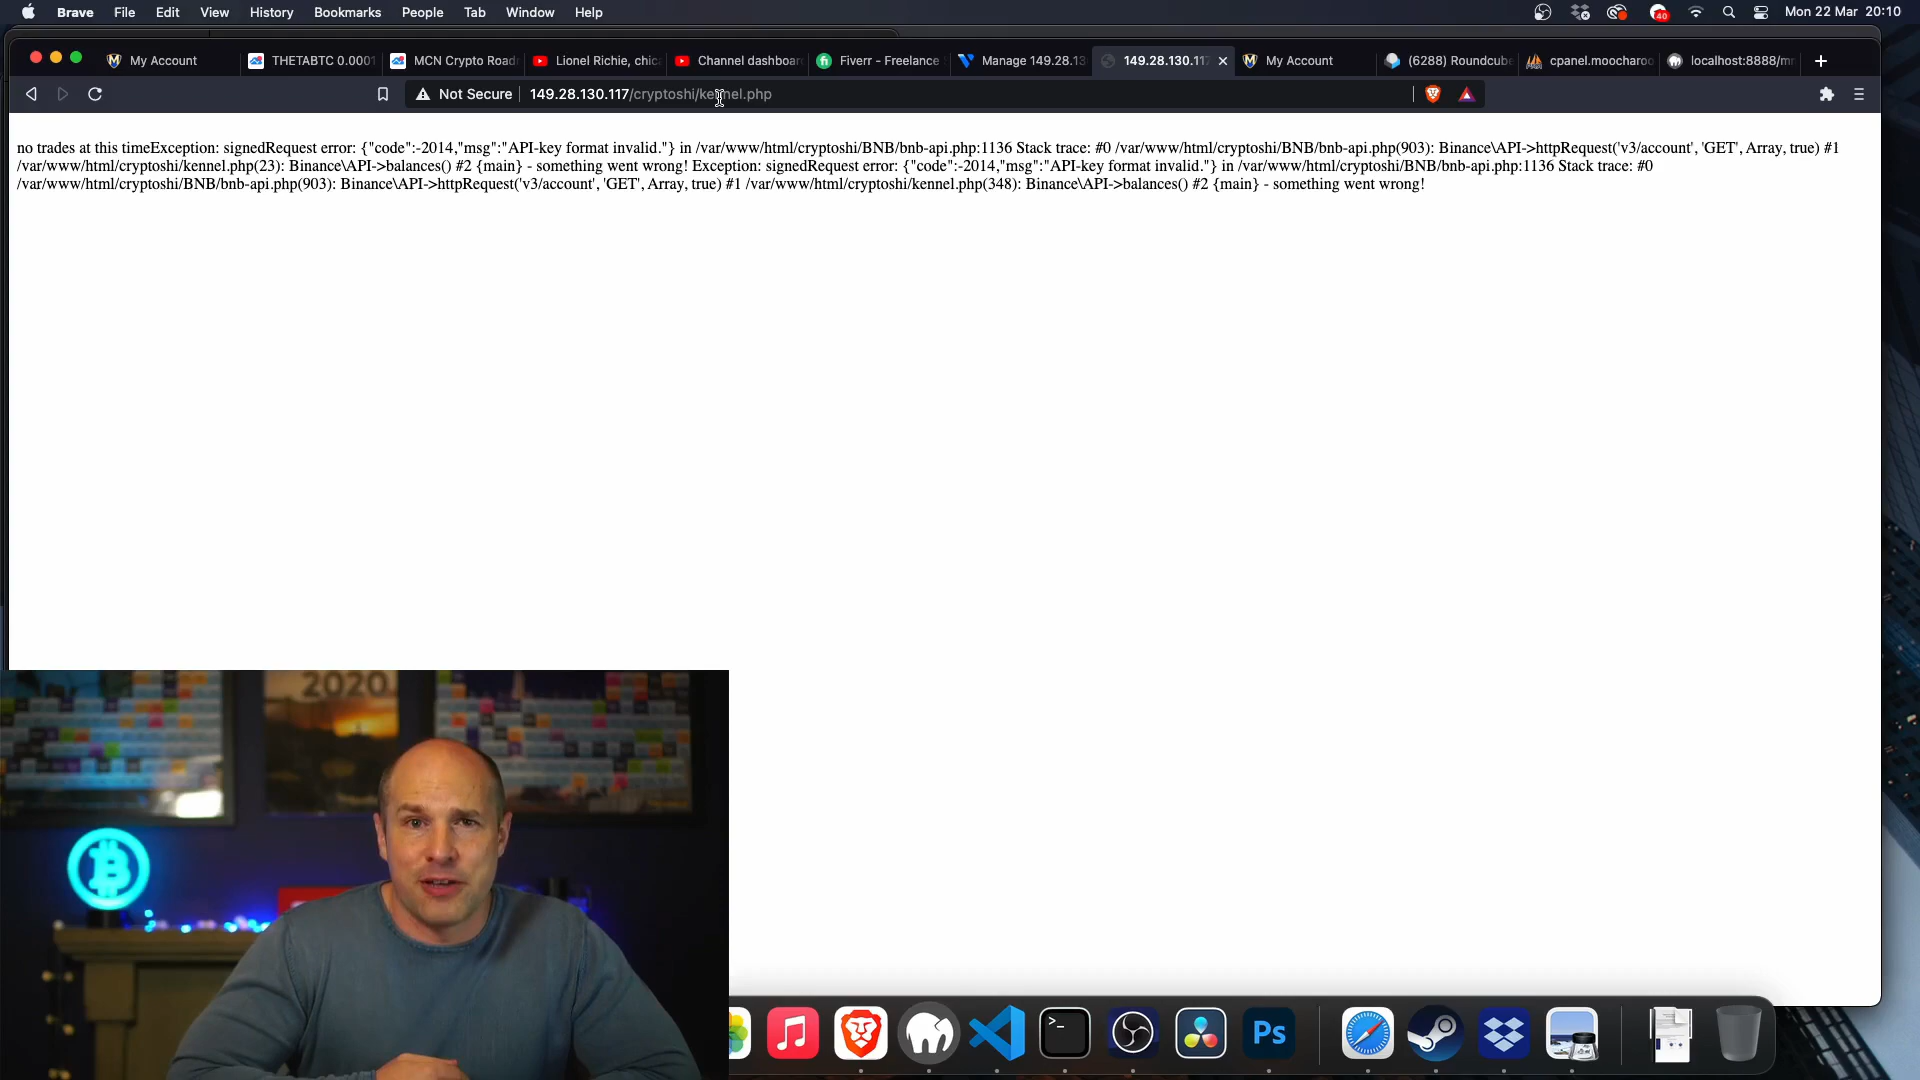 Brave File Edit View History Bookmarks People Tab Window Help 40 Mon 22 Mar 20:10
My Account THETABTC 0.0001 MCN Crypto Road Lionel Richie, chic Channel dashboar Fiverr - Freelance Manage 149.28.13 149.28.130.117 My Account (6288) Roundcube cpanel.moocharoo localhost:8888/m
Not Secure 149.28.130.117/cryptoshi/kennel.php
no trades at this timeException: signedRequest error: {"code":-2014,"msg":"API-key format invalid."} in /var/www/html/cryptoshi/BNB/bnb-api.php:1136 Stack trace: #0 /var/www/html/cryptoshi/BNB/bnb-api.php(903): Binance\API->httpRequest('v3/account', 'GET', Array, true) #1
/var/www/html/cryptoshi/kennel.php(23): Binance\API->balances() #2 {main} - something went wrong! Exception: signedRequest error: {"code":-2014,"msg":"API-key format invalid."} in /var/www/html/cryptoshi/BNB/bnb-api.php:1136 Stack trace: #0
/var/www/html/cryptoshi/BNB/bnb-api.php(903): Binance\API->httpRequest('v3/account', 'GET', Array, true) #1 /var/www/html/cryptoshi/kennel.php(348): Binance\API->balances() #2 {main} - something went wrong!
2020
Ps